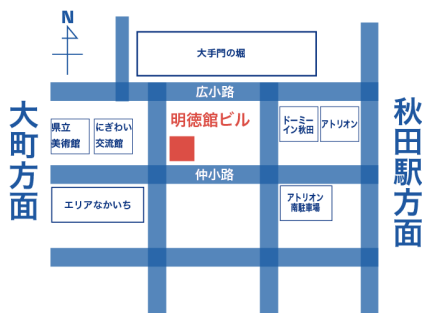 N
大手門の堀
広小路
明徳館ビル
県立
美術館
にぎわい
交流館
ドーミー
イン秋田
アトリオン
仲小路
エリアなかいち
アトリオン
南駐車場
大町方面
秋田駅方面